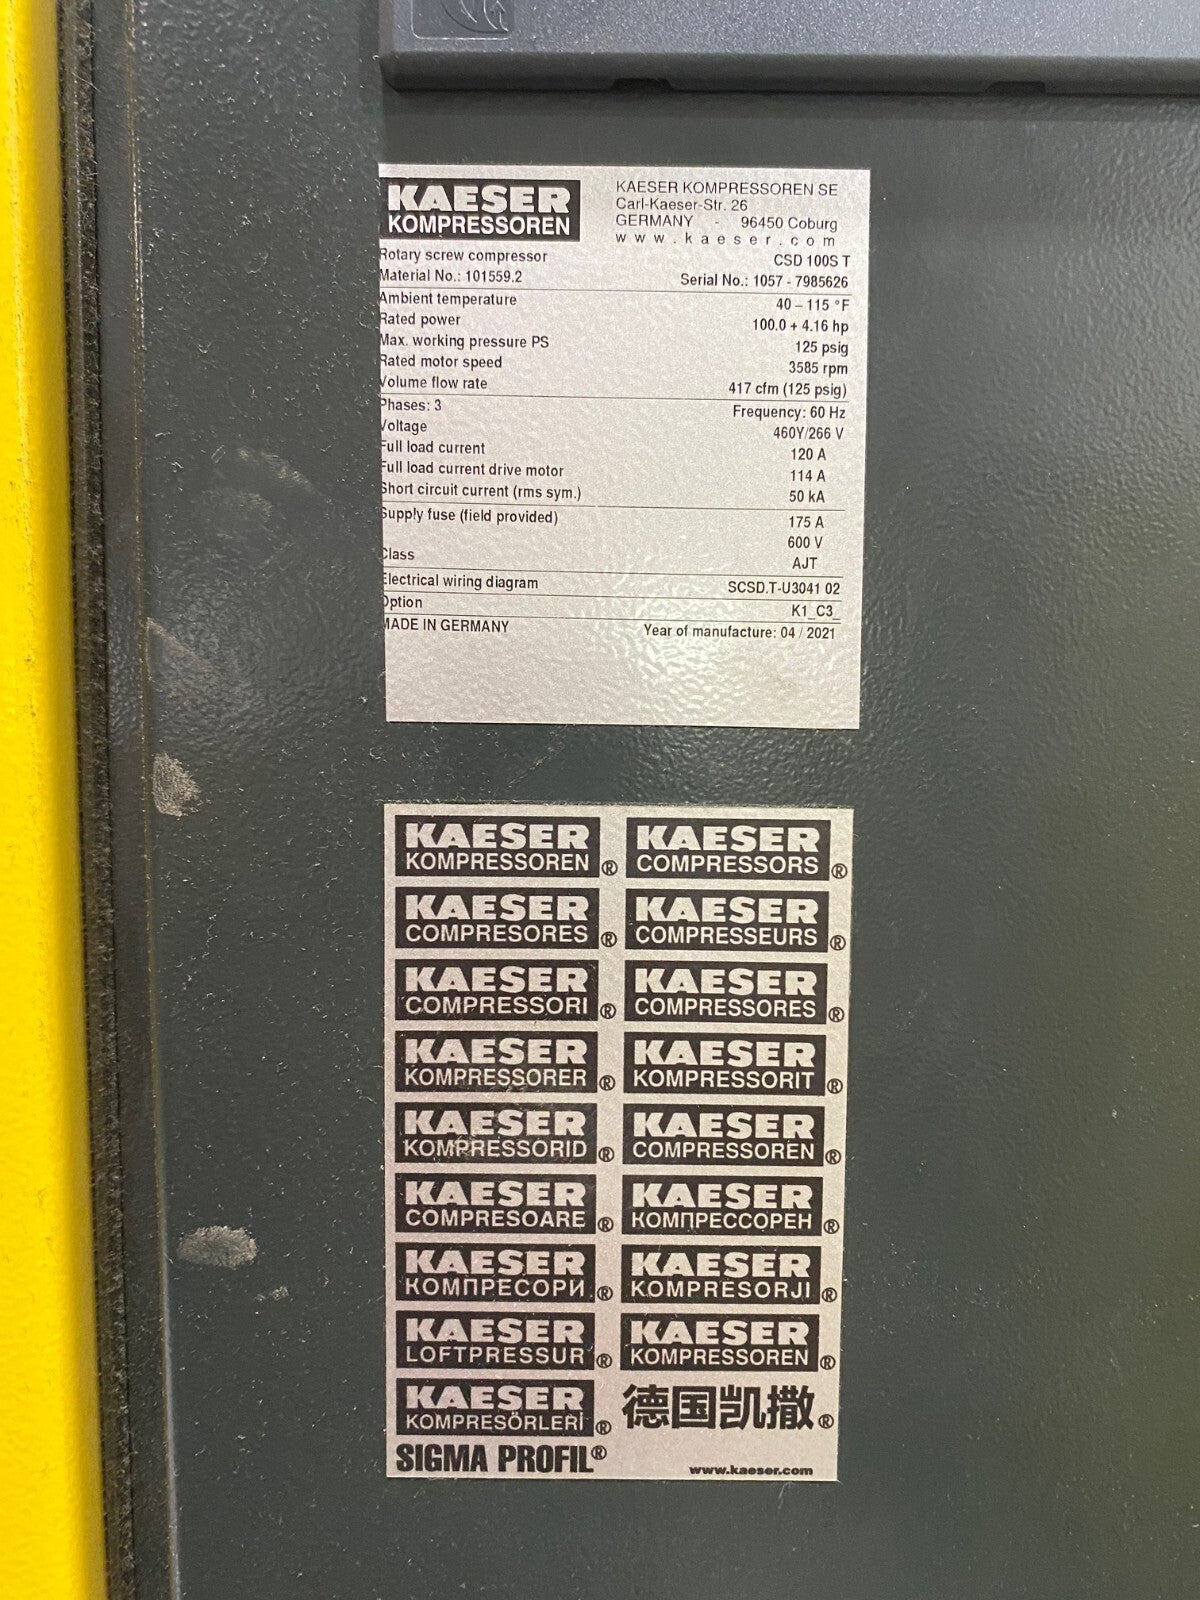 KAESER
KOMPRESSOREN
KAESER KOMPRESSOREN SE
Carl-Kaeser-Str. 26
GERMANY - 96450 Coburg
www.kaeser.com
Rotary screw compressor CSD 100S T
Material No.: 101559.2 Serial No.: 1057 - 7985626
Ambient temperature 40 – 115 °F
Rated power 100.0 + 4.16 hp
Max. working pressure PS 125 psig
Rated motor speed 3585 rpm
Volume flow rate 417 cfm (125 psig)
Phases: 3 Frequency: 60 Hz
Voltage 460Y/266 V
Full load current 120 A
Full load current drive motor 114 A
Short circuit current (rms sym.) 50 kA
Supply fuse (field provided) 175 A
600 V
Class AJT
Electrical wiring diagram SCSD.T-U3041 02
Option K1_C3_
MADE IN GERMANY Year of manufacture: 04 / 2021
KAESER KAESER
KOMPRESSOREN® COMPRESSORS®
KAESER KAESER
COMPRESORES® COMPRESSEURS®
KAESER KAESER
COMPRESSORI® COMPRESSORES®
KAESER KAESER
KOMPRESSORER® KOMPRESSORIT®
KAESER KAESER
KOMPRESSORID® COMPRESSOREN®
KAESER KAESER
COMPRESOARE® КОМПРЕССОРЕН®
KAESER KAESER
КОМПРЕСОРИ® KOMPRESORJI®
KAESER KAESER
LOFTPRESSUR® KOMPRESSOREN®
KAESER
KOMPRESÖRLERİ® 德国凯撒®
SIGMA PROFIL® www.kaeser.com